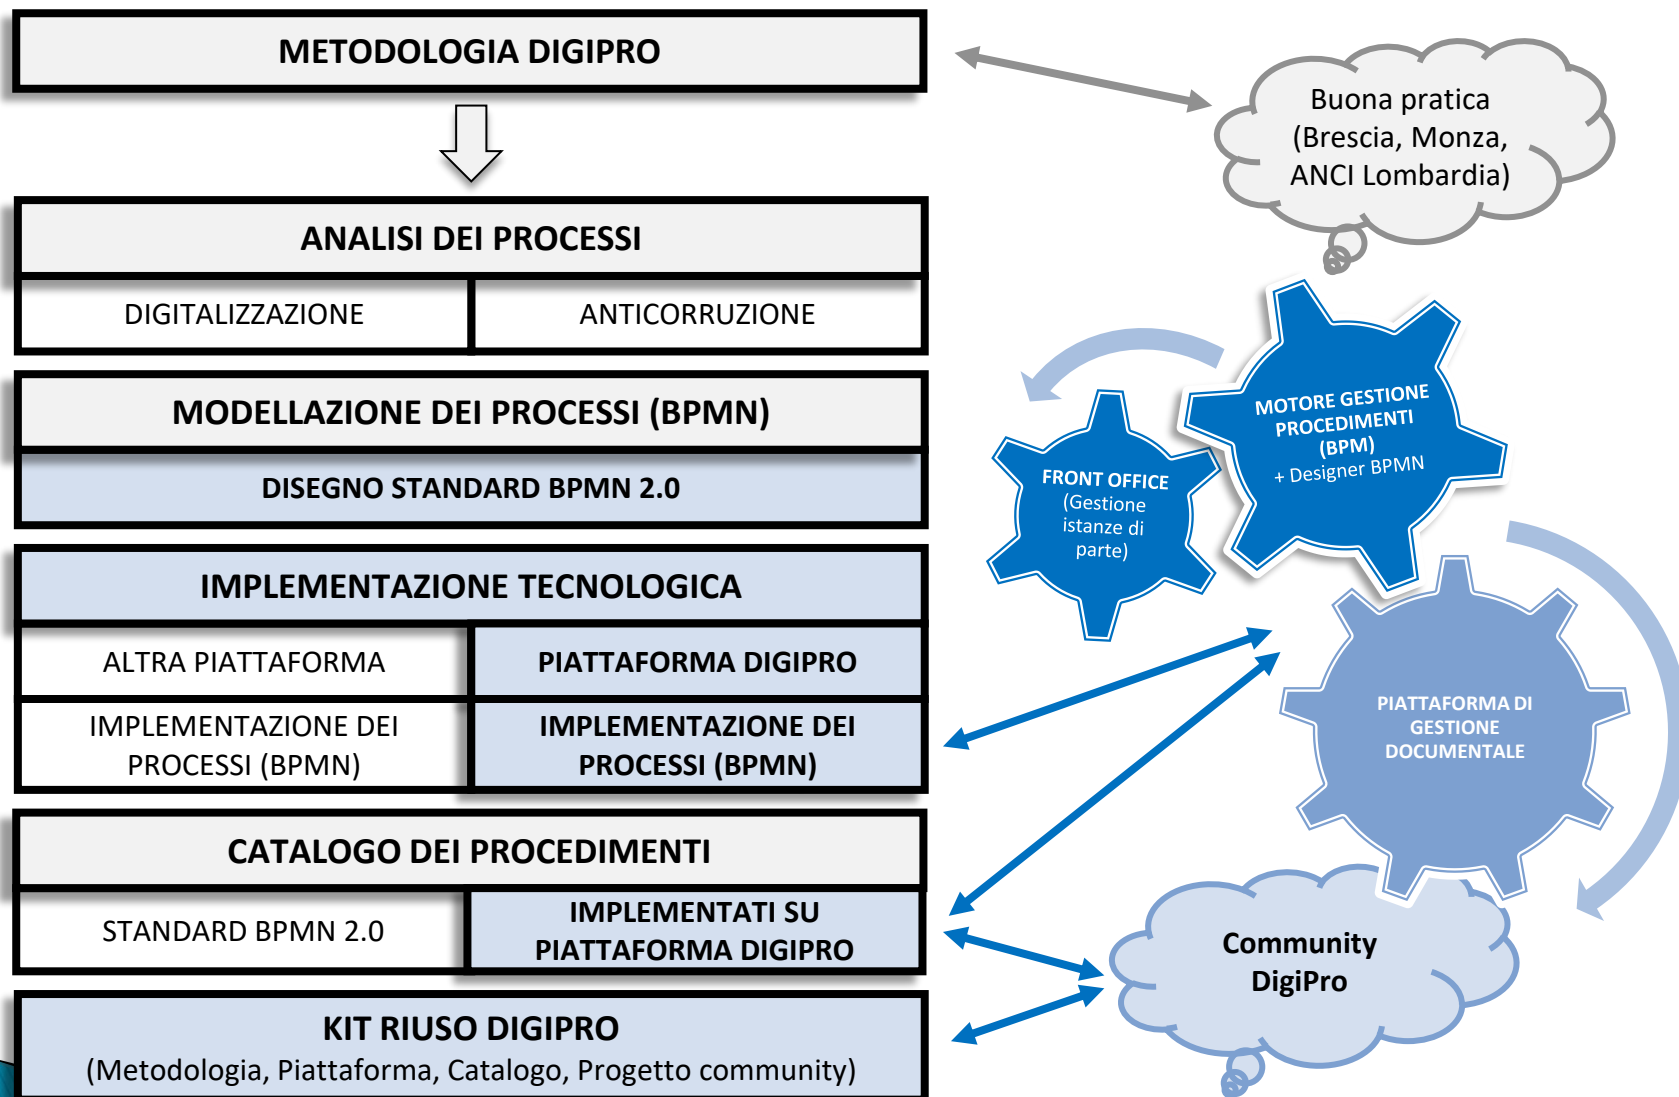 METODOLOGIA DIGIPRO
Buona pratica
(Brescia, Monza,
ANCI Lombardia)
ANALISI DEI PROCESSI
DIGITALIZZAZIONE
ANTICORRUZIONE
MODELLAZIONE DEI PROCESSI (BPMN)
DISEGNO STANDARD BPMN 2.0
IMPLEMENTAZIONE TECNOLOGICA
ALTRA PIATTAFORMA
PIATTAFORMA DIGIPRO
IMPLEMENTAZIONE DEI
PROCESSI (BPMN)
IMPLEMENTAZIONE DEI
PROCESSI (BPMN)
CATALOGO DEI PROCEDIMENTI
STANDARD BPMN 2.0
IMPLEMENTATI SU
PIATTAFORMA DIGIPRO
KIT RIUSO DIGIPRO
(Metodologia, Piattaforma, Catalogo, Progetto community)
MOTORE GESTIONE
PROCEDIMENTI
(BPM)
+ Designer BPMN
FRONT OFFICE
(Gestione
istanze di
parte)
PIATTAFORMA DI
GESTIONE
DOCUMENTALE
Community
DigiPro